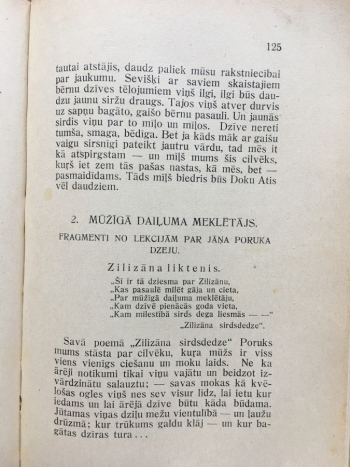 125
tautai atstājis, daudz paliek mūsu rakstniecībai
par jaukumu. Sevišķi ar saviem skaistajiem
bērnu dzīves tēlojumiem viņš ilgi, ilgi būs dau-
dzu jaunu siržu draugs. Tajos viņš atveŗ durvis
uz sapņu bagāto, gaišo bērnu pasauli. Un jaunās
sirdis viņu par to mīļo un mīļos. Dzīve nereti
tumša, smaga, bēdīga. Bet ja kāds māk ar gaišu
vaigu sirsnīgi pateikt jautru vārdu, tad mēs it
kā atspirgstam — un mīļš mums šis cilvēks,
kuŗš iet zem tās pašas nastas, kā mēs, bet —
pasmaidīdams. Tāds mīļš biedris būs Doku Atis
vēl daudziem.
2. MŪŽĪGĀ DAIĻUMA MEKLĒTĀJS.
FRAGMENTI NO LEKCIJĀM PAR JĀŅA PORUKA
DZEJU.
Zilizāna liktenis.
„Šī ir tā dziesma par Zilizānu,
„Kas pasaulē mīlēt gāja un cieta,
„Par mūžīgā daiļuma meklētāju,
„Kam dzīvē pienācās goda vieta,
„Kam mīlestībā sirds dega liesmās — —"
„Zilizāna sirdsdedze".
Savā poemā „Zilizāna sirdsdedze" Poruks
mums stāsta par cilvēku, kuŗa mūžs ir viss
viens vienīgs ciešanu un moku laids. Ne ka
ārēji notikumi tikai viņu vajātu un beidzot iz-
vārdzinātu salauztu; — savas mokas kā kvē-
lošas ogles viņš nes sev visur līdz, lai ietu kur
iedams un lai ārējā dzīve būtu kāda būdama.
Jūtamas viņas dziļu mežu vientulībā — un ļaužu
drūzmā; kur trūkums galdu klāj — un kur ba-
gātas dzīras tura . . .